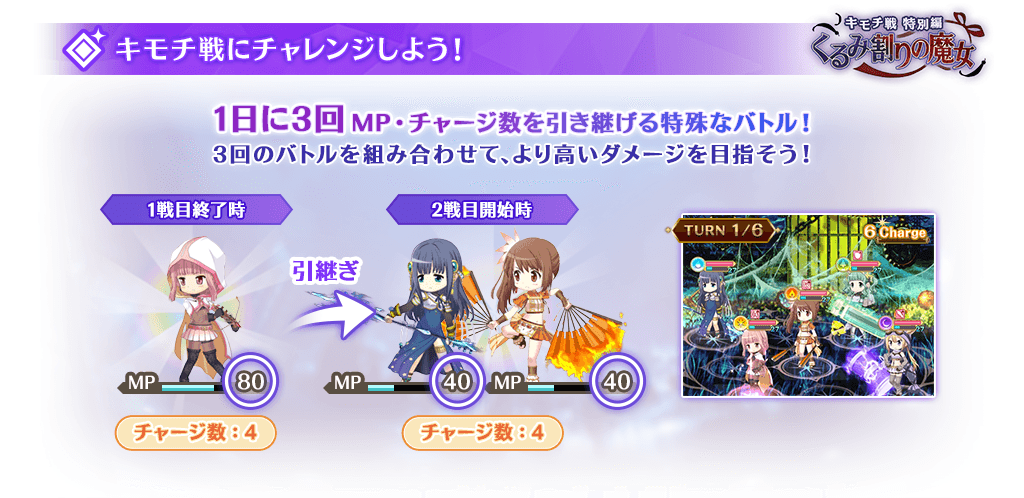 キモチ戦にチャレンジしよう！
キモチ戦 特別編
くるみ割りの魔女
1日に3回 MP・チャージ数を引き継げる特殊なバトル！
3回のバトルを組み合わせて、より高いダメージを目指そう！
1戦目終了時
2戦目開始時
引継ぎ
MP 80
MP 40
MP 40
チャージ数：4
チャージ数：4
TURN 1/6
6 Charge